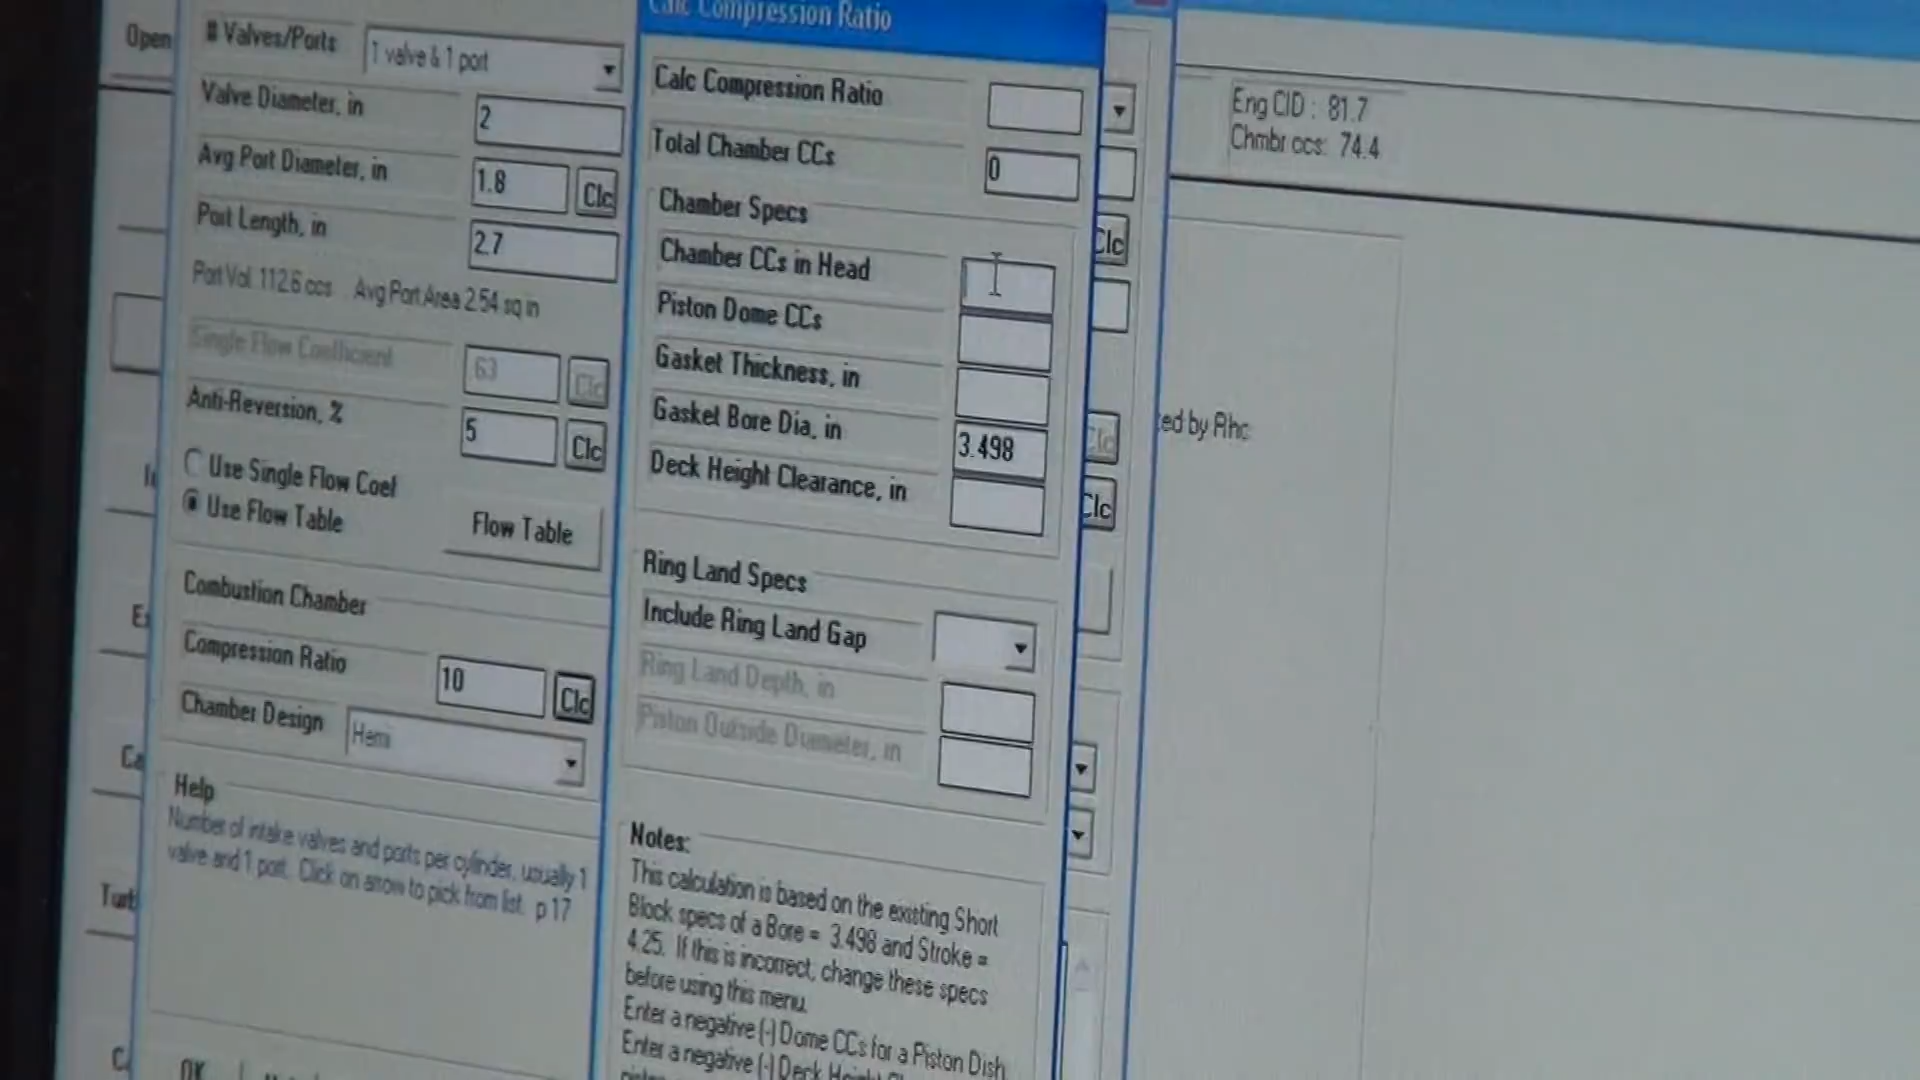 Open
# Valves/Ports
1 valve & 1 port
Valve Diameter, in
2
Avg Port Diameter, in
1.8
Clc
Port Length, in
2.7
Port Vol. 112.6 ccs Avg Port Area 2.54 sq in
Single Flow Coefficient
63
Clc
Anti-Reversion, %
5
Clc
Use Single Flow Coef
Use Flow Table
Flow Table
Combustion Chamber
Compression Ratio
10
Clc
Chamber Design
Hemi
Help
Number of intake valves and ports per cylinder, usually 1
valve and 1 port. Click on arrow to pick from list. p 17
OK
Calc Compression Ratio
Calc Compression Ratio
Total Chamber CCs
0
Chamber Specs
Chamber CCs in Head
Piston Dome CCs
Gasket Thickness, in
Gasket Bore Dia, in
3.498
Deck Height Clearance, in
Ring Land Specs
Include Ring Land Gap
Ring Land Depth, in
Piston Outside Diameter, in
Notes:
This calculation is based on the existing Short
Block specs of a Bore = 3.498 and Stroke =
4.25. If this is incorrect, change these specs
before using this menu.
Enter a negative (-) Dome CCs for a Piston Dish
Enter a negative (-) Deck Height
Clc
Clc
Clc
Eng CID : 81.7
Chmbr ccs: 74.4
ed by Rhc